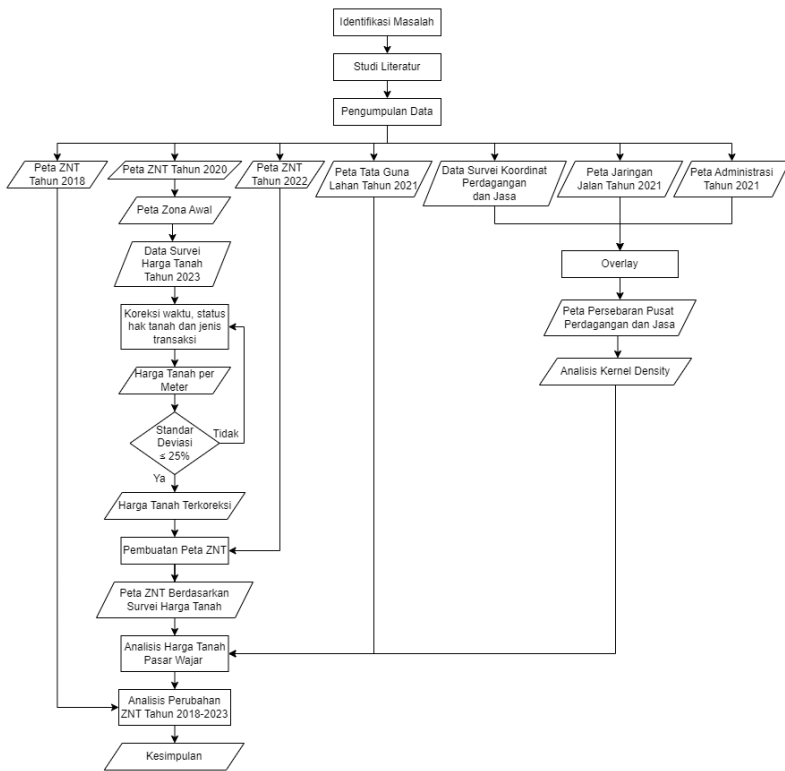 Identifikasi Masalah
Studi Literatur
Pengumpulan Data
Peta ZNT
Tahun 2018
Peta ZNT Tahun 2020
Peta ZNT
Tahun 2022
Peta Tata Guna
Lahan Tahun 2021
Data Survei Koordinat
Perdagangan
dan Jasa
Peta Jaringan
Jalan Tahun 2021
Peta Administrasi
Tahun 2021
Peta Zona Awal
Data Survei
Harga Tanah
Tahun 2023
Overlay
Koreksi waktu, status
hak tanah dan jenis
transaksi
Peta Persebaran Pusat
Perdagangan dan Jasa
Harga Tanah per
Meter
Analisis Kernel Density
Standar
Deviasi
≤ 25%
Tidak
Ya
Harga Tanah Terkoreksi
Pembuatan Peta ZNT
Peta ZNT Berdasarkan
Survei Harga Tanah
Analisis Harga Tanah
Pasar Wajar
Analisis Perubahan
ZNT Tahun 2018-2023
Kesimpulan